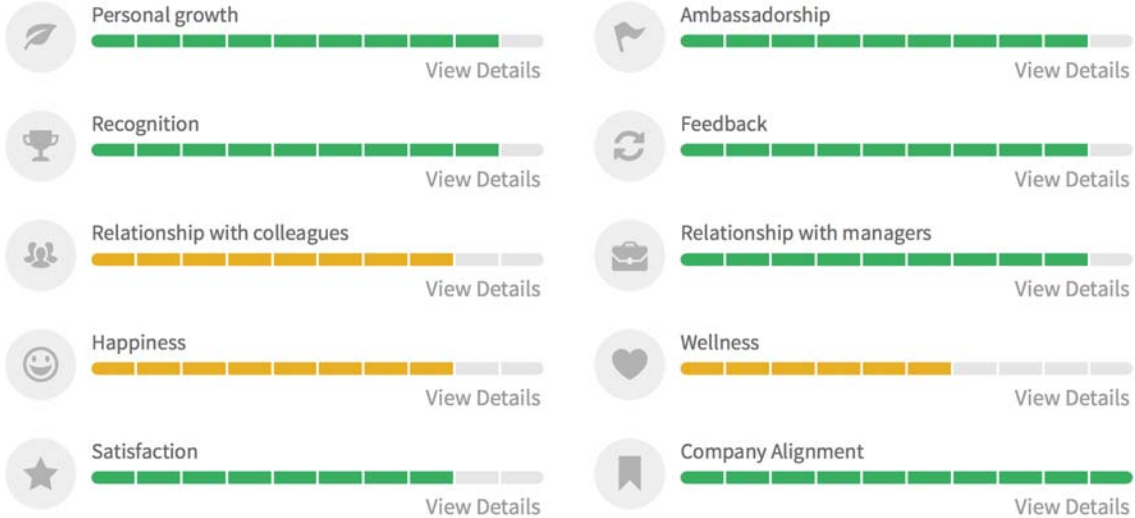 Personal growth
View Details
Ambassadorship
View Details
Recognition
View Details
Feedback
View Details
Relationship with colleagues
View Details
Relationship with managers
View Details
Happiness
View Details
Wellness
View Details
Satisfaction
View Details
Company Alignment
View Details